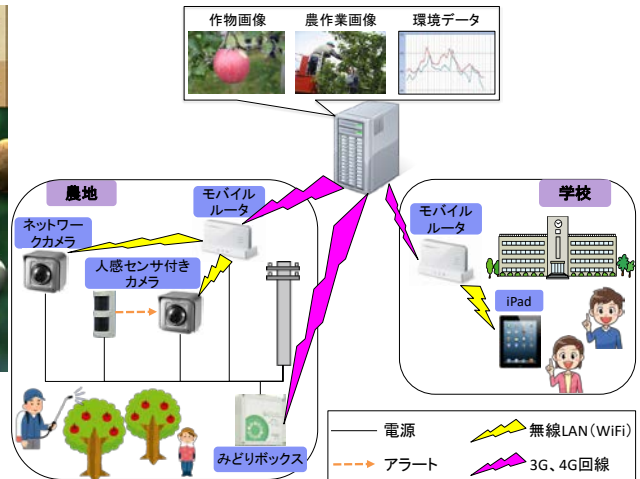 作物画像
農作業画像
環境データ
農地
モバイル
ルータ
ネットワー
クカメラ
人感センサ付き
カメラ
みどりボックス
学校
モバイル
ルータ
iPad
電源
無線LAN(WiFi)
アラート
3G、4G回線